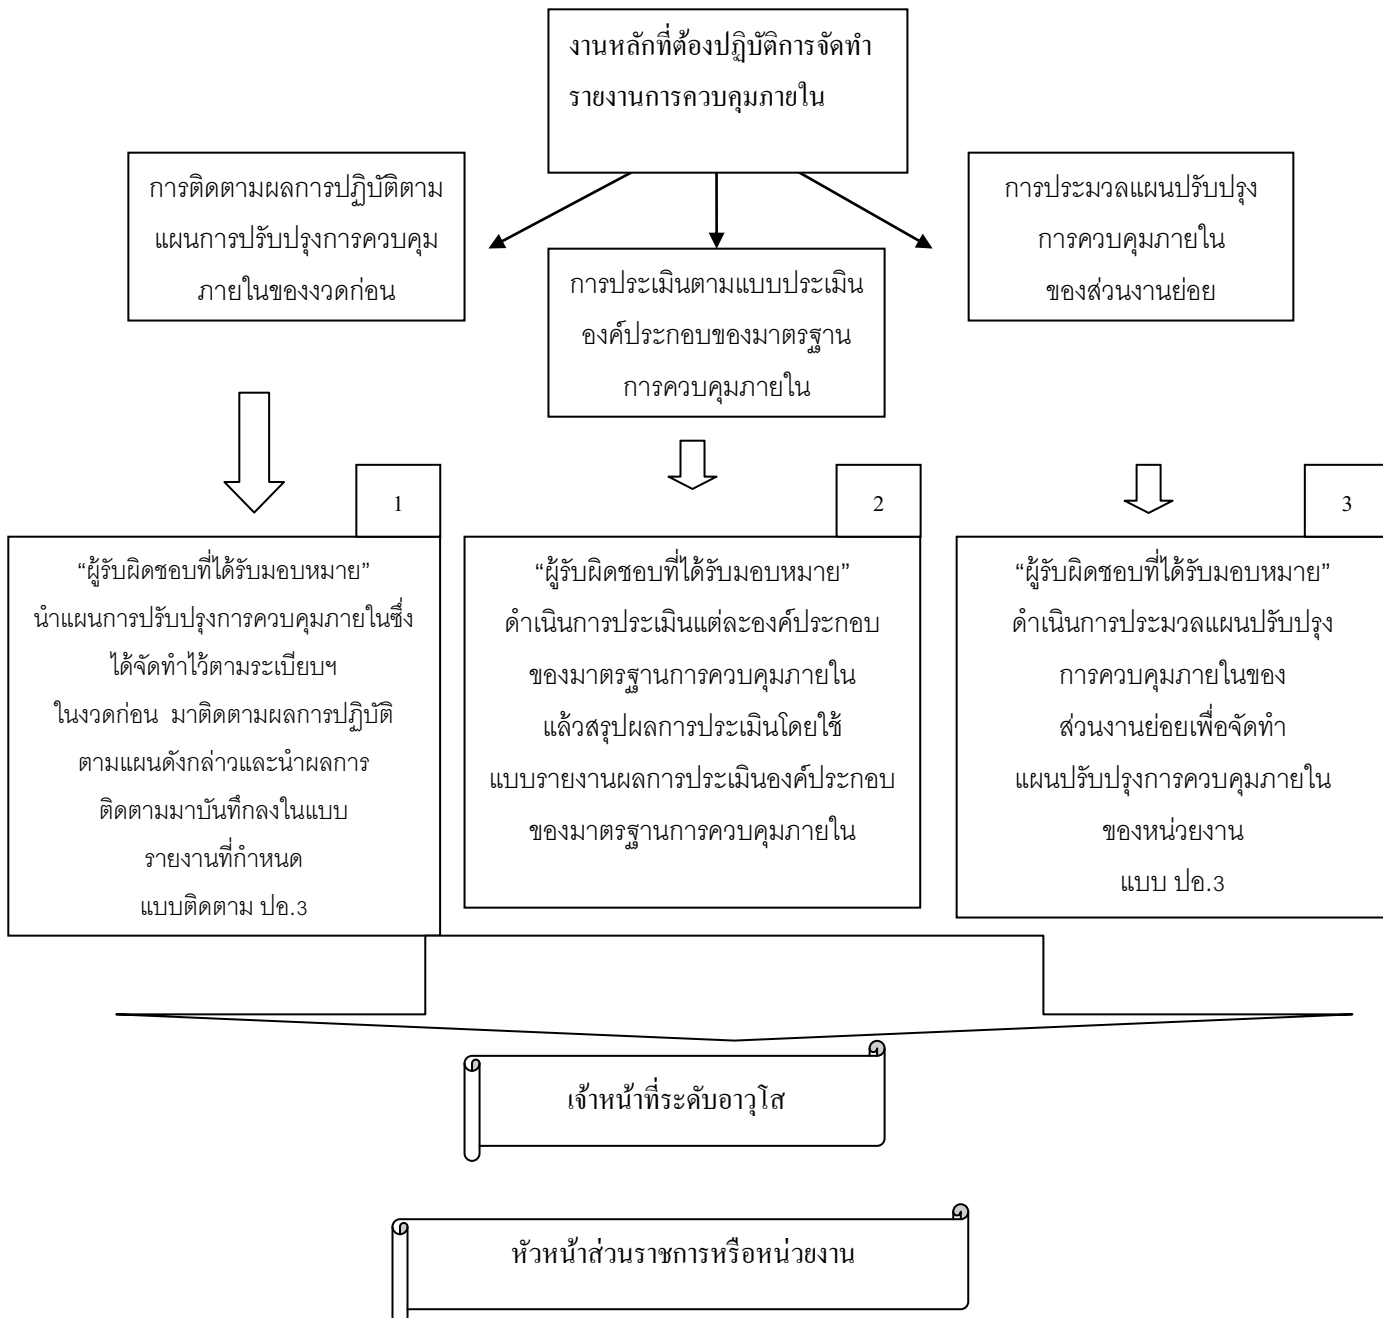 งานหลักที่ต้องปฏิบัติการจัดทำ
รายงานการควบคุมภายใน
การติดตามผลการปฏิบัติตาม
แผนการปรับปรุงการควบคุม
ภายในของงวดก่อน
การประเมินตามแบบประเมิน
องค์ประกอบของมาตรฐาน
การควบคุมภายใน
การประมวลแผนปรับปรุง
การควบคุมภายใน
ของส่วนงานย่อย
1
“ผู้รับผิดชอบที่ได้รับมอบหมาย”
นำแผนการปรับปรุงการควบคุมภายในซึ่ง
ได้จัดทำไว้ตามระเบียบฯ
ในงวดก่อน มาติดตามผลการปฏิบัติ
ตามแผนดังกล่าวและนำผลการ
ติดตามมาบันทึกลงในแบบ
รายงานที่กำหนด
แบบติดตาม ปอ.3
2
“ผู้รับผิดชอบที่ได้รับมอบหมาย”
ดำเนินการประเมินแต่ละองค์ประกอบ
ของมาตรฐานการควบคุมภายใน
แล้วสรุปผลการประเมินโดยใช้
แบบรายงานผลการประเมินองค์ประกอบ
ของมาตรฐานการควบคุมภายใน
3
“ผู้รับผิดชอบที่ได้รับมอบหมาย”
ดำเนินการประมวลแผนปรับปรุง
การควบคุมภายในของ
ส่วนงานย่อยเพื่อจัดทำ
แผนปรับปรุงการควบคุมภายใน
ของหน่วยงาน
แบบ ปอ.3
เจ้าหน้าที่ระดับอาวุโส
หัวหน้าส่วนราชการหรือหน่วยงาน